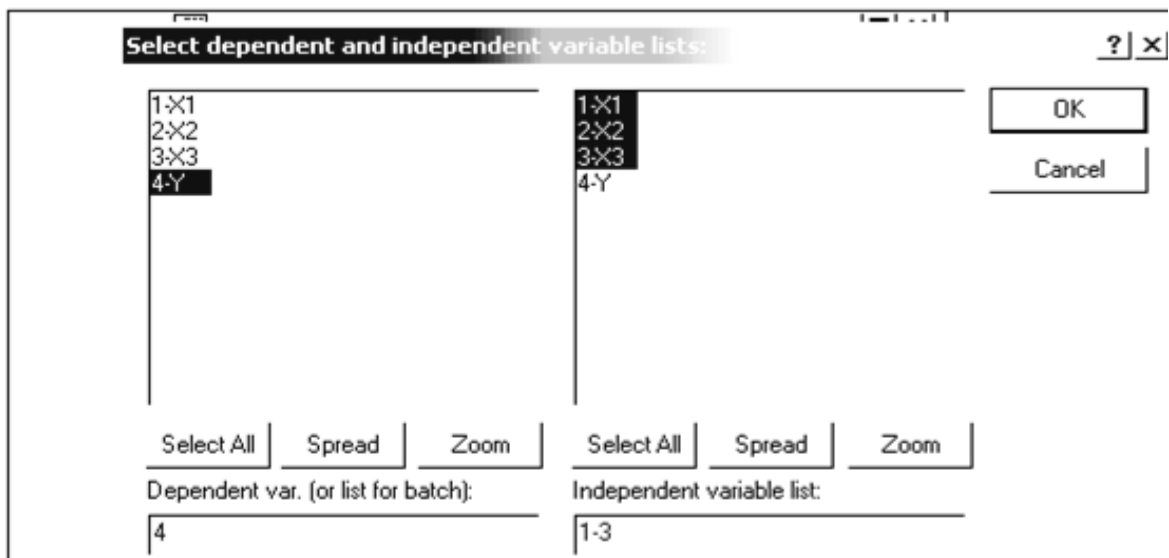 Select dependent and independent variable lists:
? ×
1-X1
2-X2
3-X3
4-Y
1-X1
2-X2
3-X3
4-Y
OK
Cancel
Select All Spread Zoom
Select All Spread Zoom
Dependent var. (or list for batch):
4
Independent variable list:
1-3